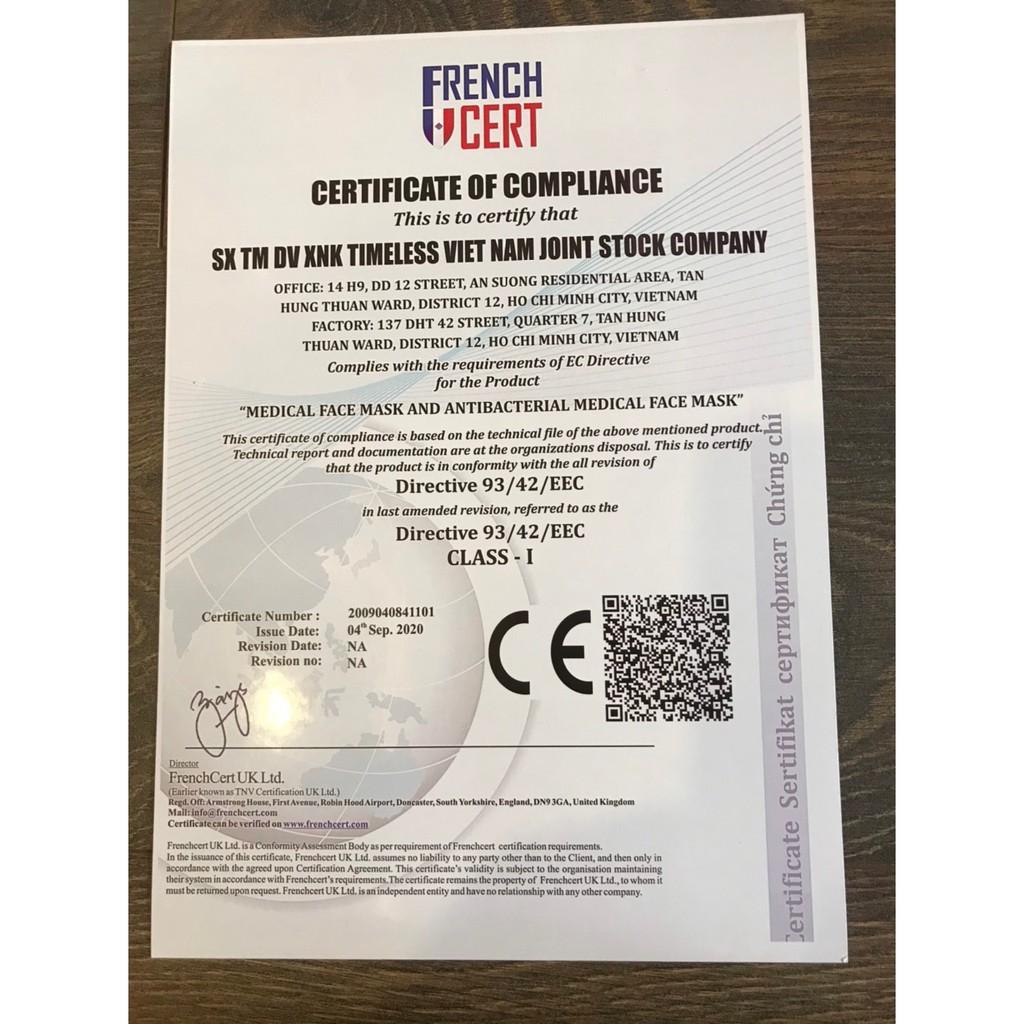 FRENCH
CERT
CERTIFICATE OF COMPLIANCE
This is to certify that
SX TM DV XNK TIMELESS VIET NAM JOINT STOCK COMPANY
OFFICE: 14 H9, DD 12 STREET, AN SUONG RESIDENTIAL AREA, TAN
HUNG THUAN WARD, DISTRICT 12, HO CHI MINH CITY, VIETNAM
FACTORY: 137 DHT 42 STREET, QUARTER 7, TAN HUNG
THUAN WARD, DISTRICT 12, HO CHI MINH CITY, VIETNAM
Complies with the requirements of EC Directive
for the Product
“MEDICAL FACE MASK AND ANTIBACTERIAL MEDICAL FACE MASK”
This certificate of compliance is based on the technical file of the above mentioned product.
Technical report and documentation are at the organizations disposal. This is to certify
that the product is in conformity with the all revision of
Directive 93/42/EEC
in last amended revision, referred to as the
Directive 93/42/EEC
CLASS - I
Certificate Number : 2009040841101
Issue Date: 04th Sep. 2020
Revision Date: NA
Revision no: NA
CE
Director
FrenchCert UK Ltd.
(Earlier known as TNV Certification UK Ltd.)
Regd. Off: Armstrong House, First Avenue, Robin Hood Airport, Doncaster, South Yorkshire, England, DN9 3GA, United Kingdom
Mail: info@frenchcert.com
Certificate can be verified on www.frenchcert.com
Frenchcert UK Ltd. is a Conformity Assessment Body as per requirement of Frenchcert certification requirements.
In the issuance of this certificate, Frenchcert UK Ltd. assumes no liability to any party other than to the Client, and then only in
accordance with the agreed upon Certification Agreement. This certificate's validity is subject to the organisation maintaining
their system in accordance with Frenchcert's requirements.The certificate remains the property of Frenchcert UK Ltd., to whom it
must be returned upon request. Frenchcert UK Ltd. is an independent entity and have no relationship with any other company.
Certificate Sertifikat сертификат Chứng chỉ